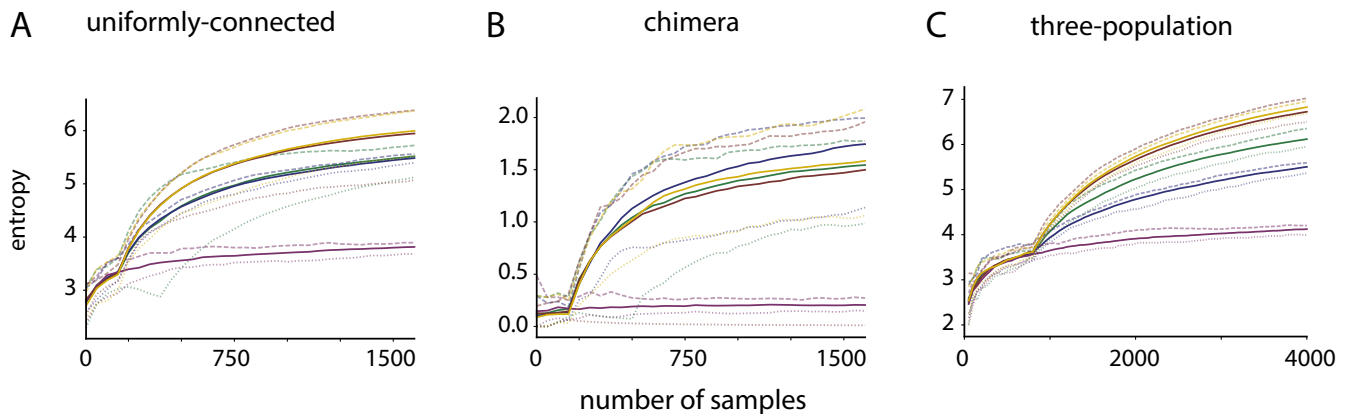 A uniformly-connected
B chimera
C three-population
entropy
6
5
4
3
0 750 1500
2.0
1.5
1.0
0.5
0.0
0 750 1500
7
6
5
4
3
2
0 2000 4000
number of samples